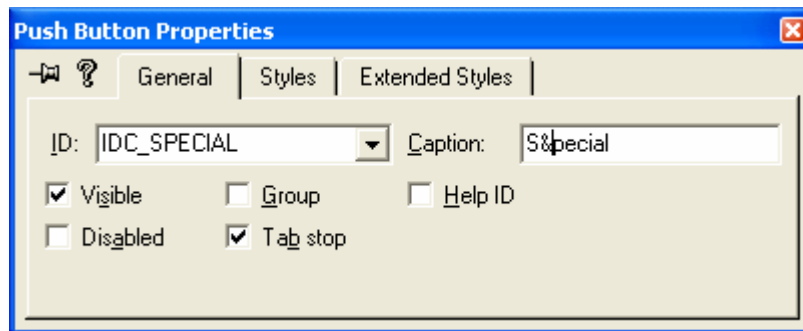 Push Button Properties
General Styles Extended Styles
ID: IDC_SPECIAL Caption: S&pecial
Visible Group Help ID
Disabled Tab stop